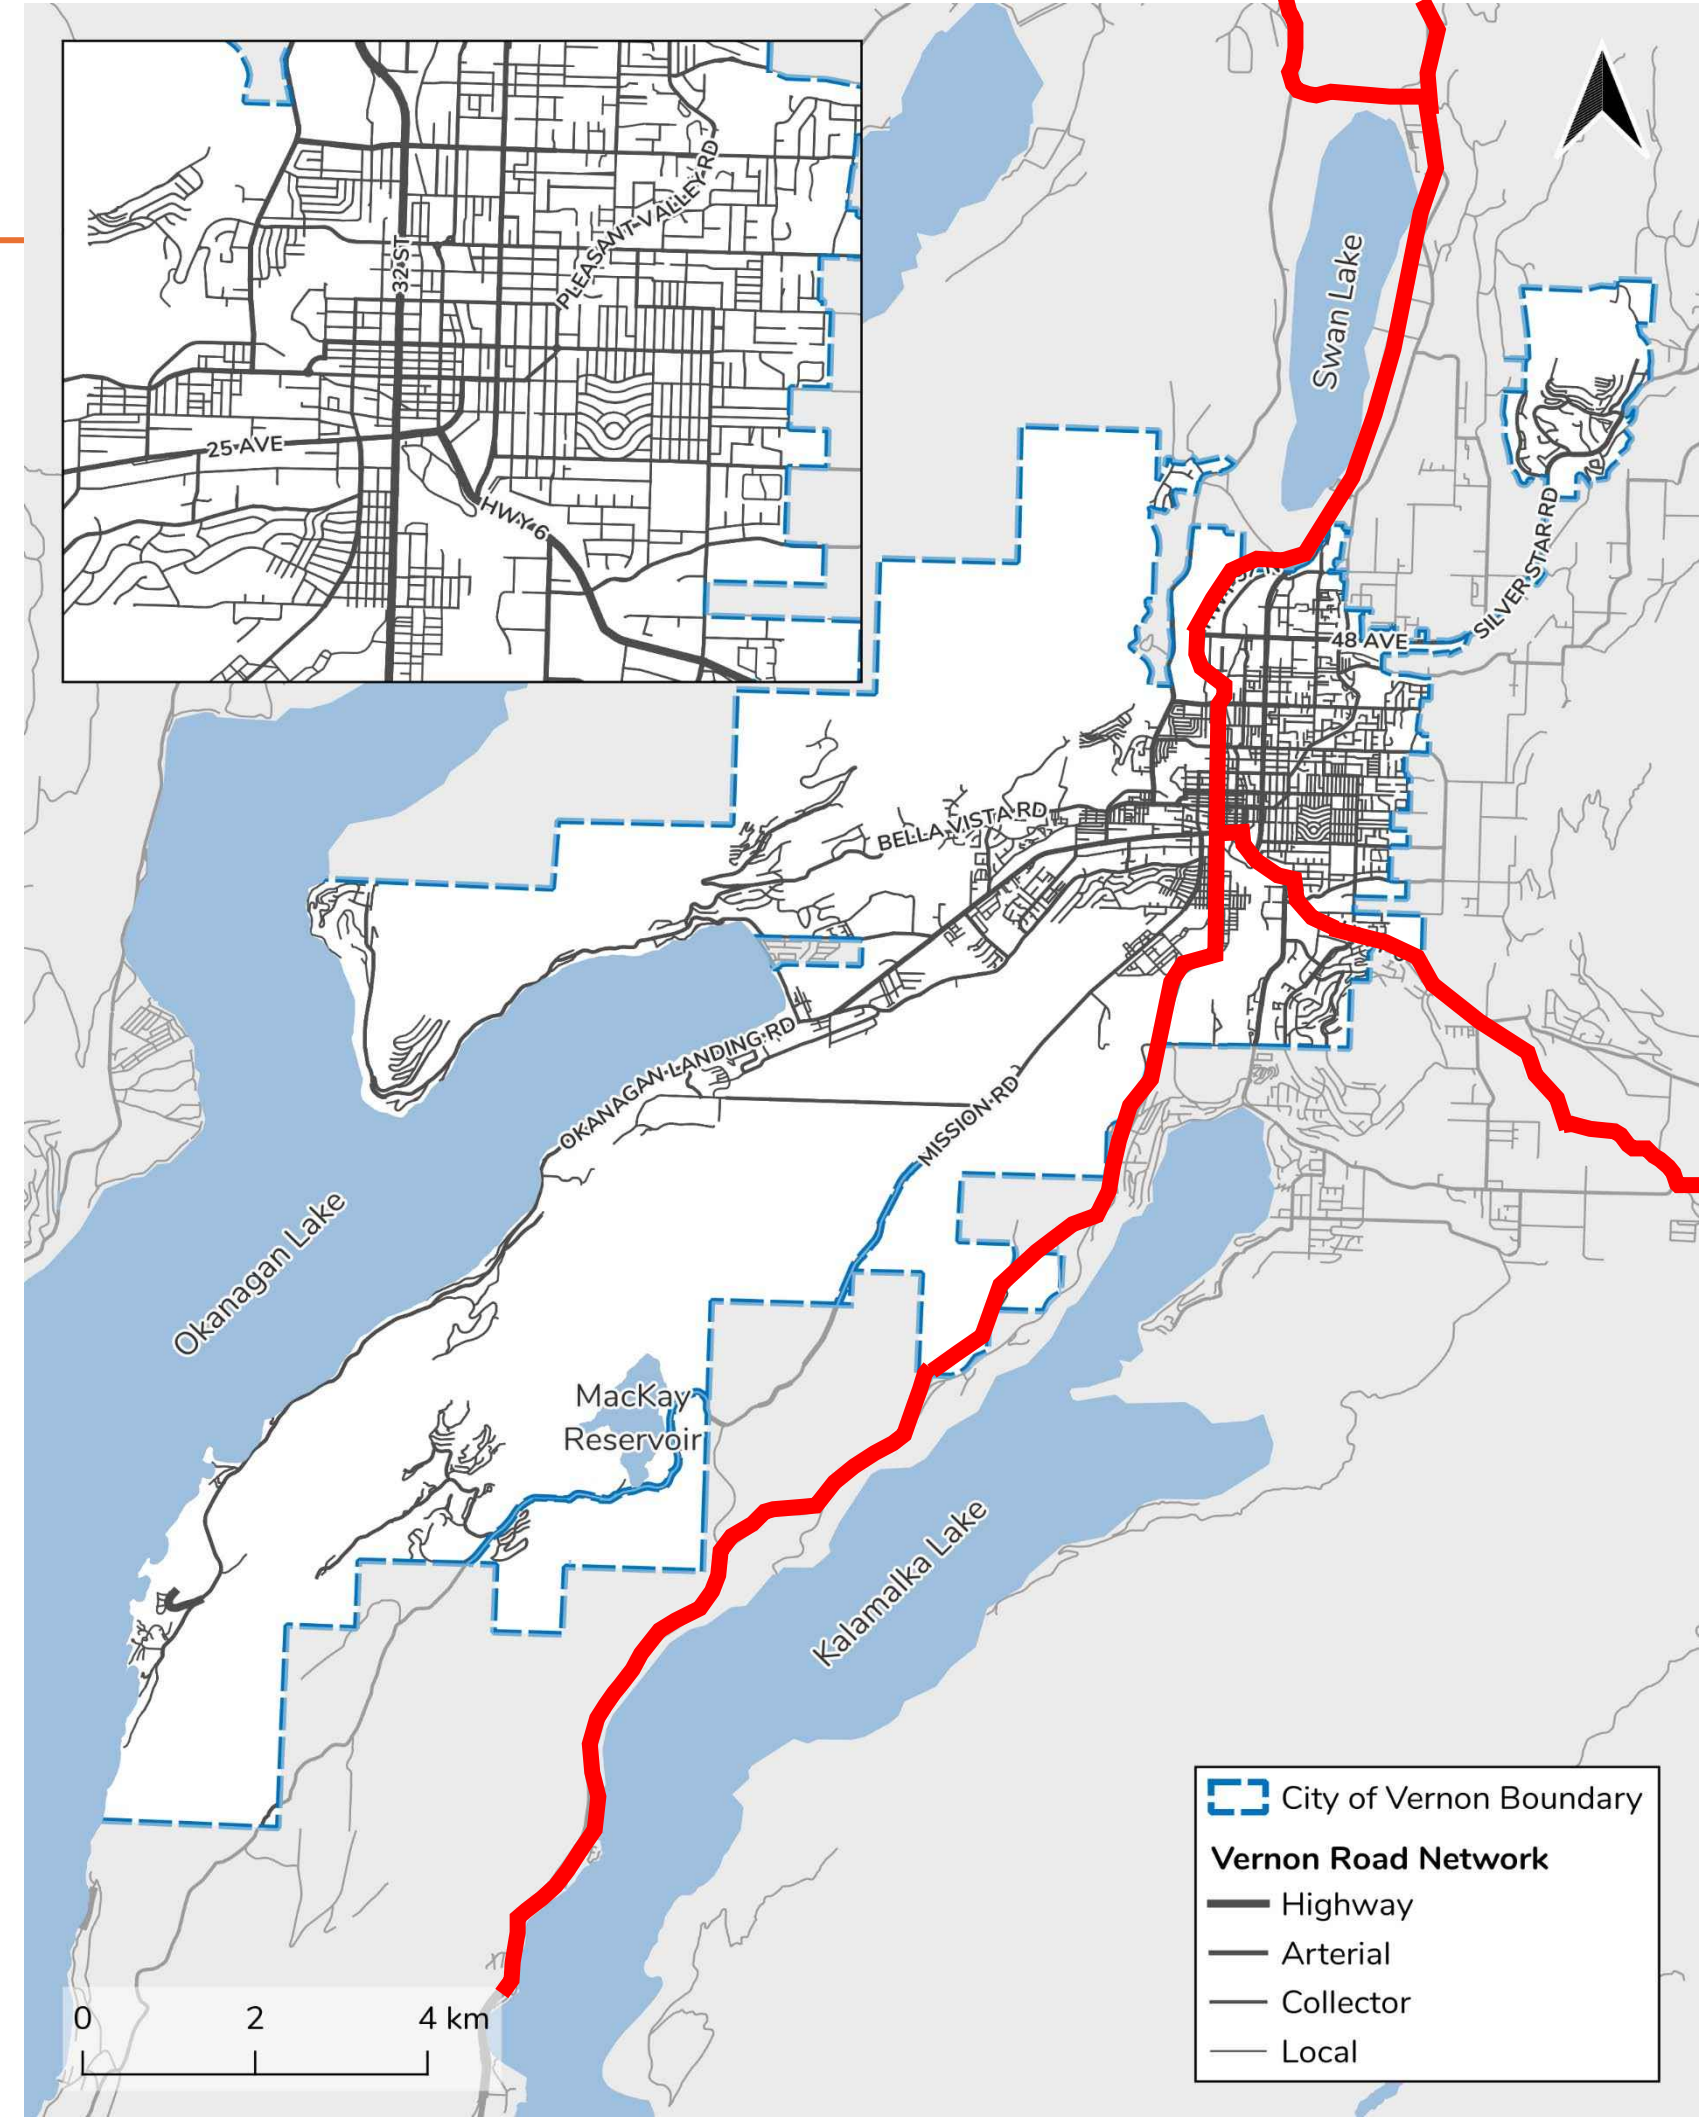 PLEASANT VALLEY RD
32 ST
25 AVE
HWY 6
Swan Lake
SILVER STAR RD
48 AVE
BELLA VISTA RD
OKANAGAN LANDING RD
MISSION RD
Okanagan Lake
MacKay
Reservoir
Kalamalka Lake
City of Vernon Boundary
Vernon Road Network
Highway
Arterial
Collector
Local
0 2 4 km